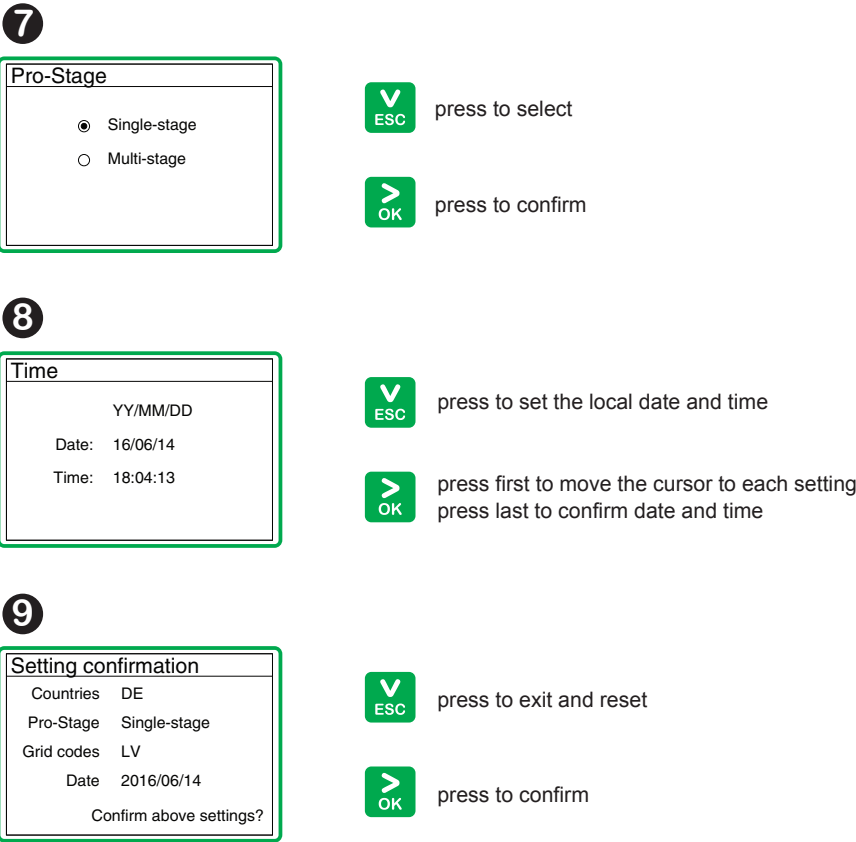 7
Pro-Stage
Single-stage
Multi-stage
ESC
press to select
OK
press to confirm
8
Time
YY/MM/DD
Date: 16/06/14
Time: 18:04:13
ESC
press to set the local date and time
OK
press first to move the cursor to each setting
press last to confirm date and time
9
Setting confirmation
Countries DE
Pro-Stage Single-stage
Grid codes LV
Date 2016/06/14
Confirm above settings?
ESC
press to exit and reset
OK
press to confirm